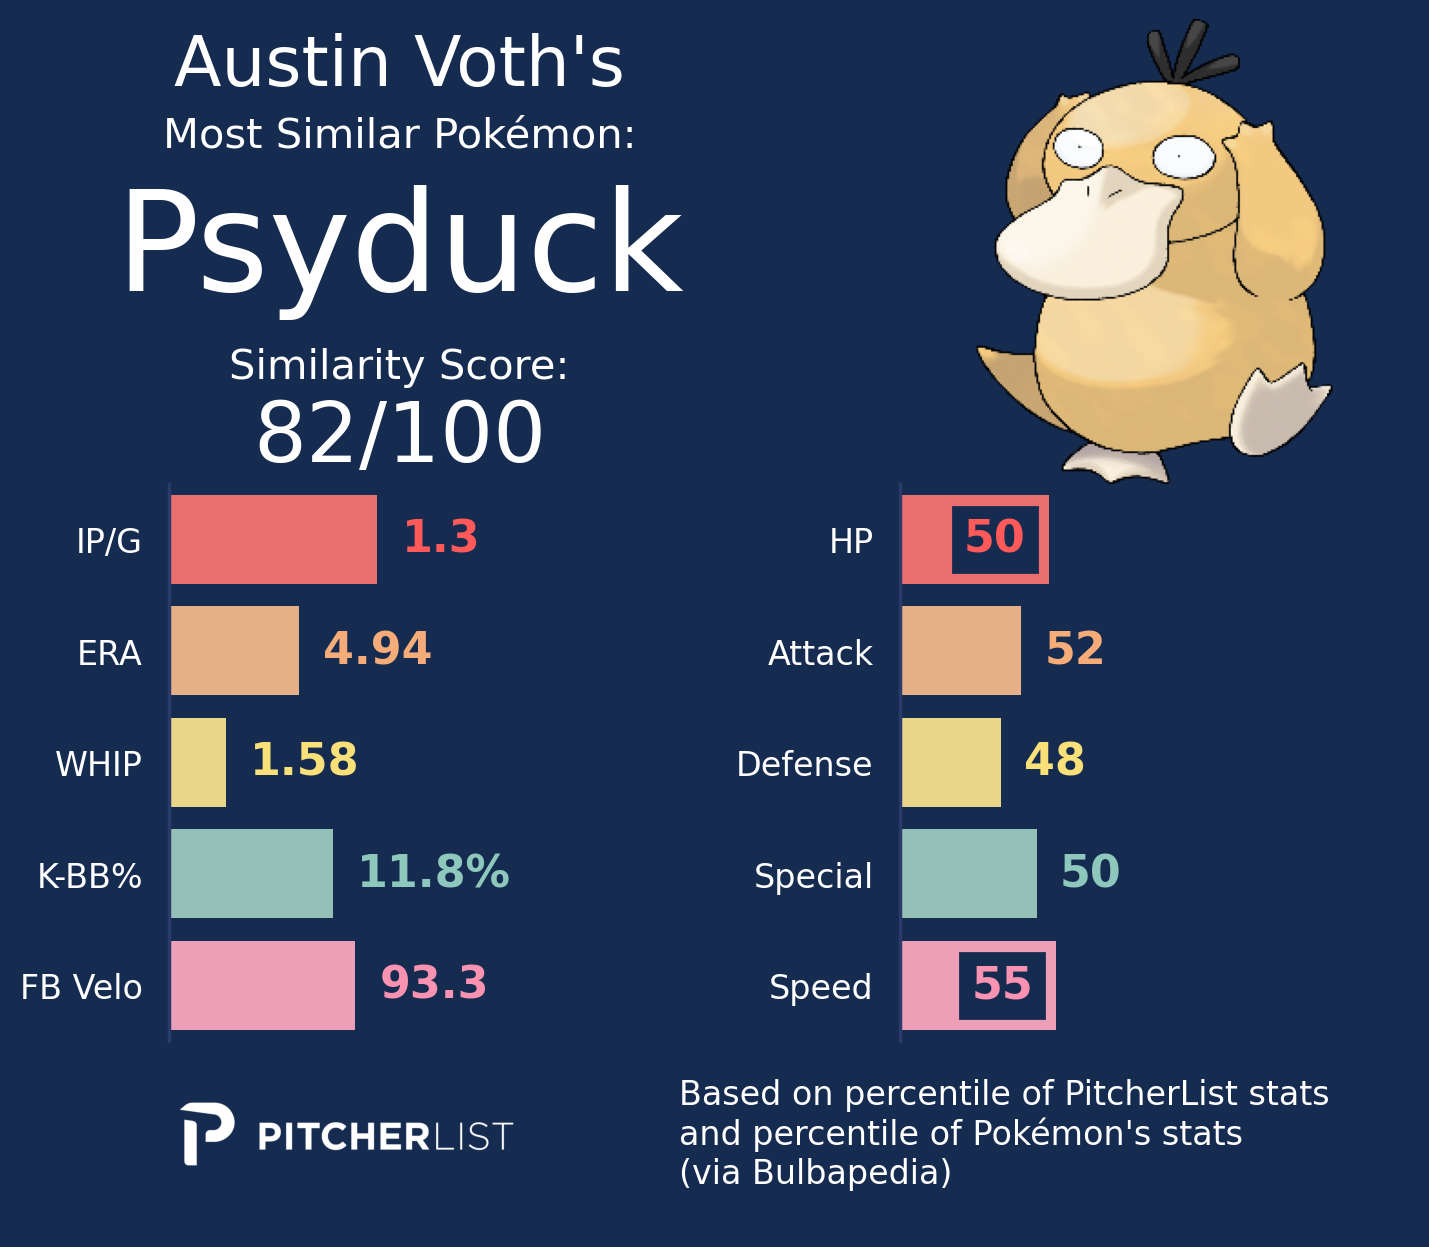 Austin Voth's
Most Similar Pokémon:
Psyduck
Similarity Score:
82/100
IP/G 1.3
ERA 4.94
WHIP 1.58
K-BB% 11.8%
FB Velo 93.3
HP 50
Attack 52
Defense 48
Special 50
Speed 55
PITCHERLIST
Based on percentile of PitcherList stats
and percentile of Pokémon's stats
(via Bulbapedia)